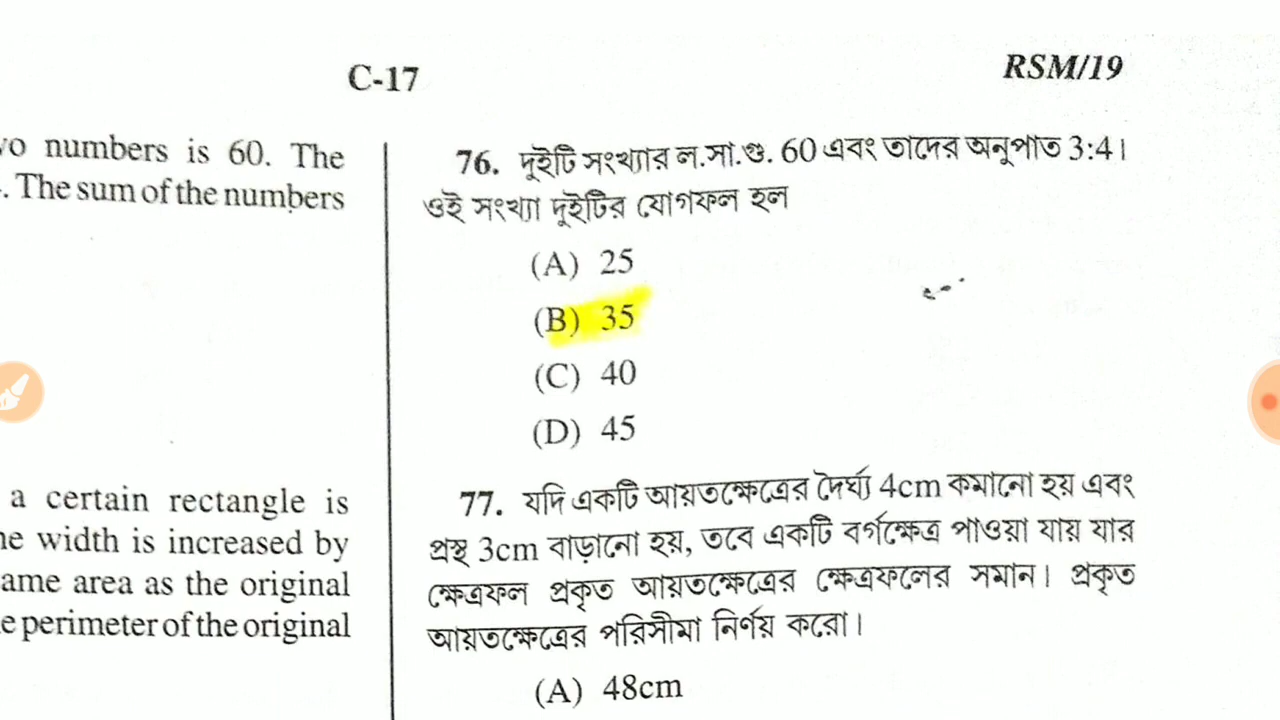 C-17
RSM/19
vo numbers is 60. The
. The sum of the numbers
a certain rectangle is
ne width is increased by
ame area as the original
e perimeter of the original
76. দুইটি সংখ্যার ল.সা.গু. 60 এবং তাদের অনুপাত 3:4।
ওই সংখ্যা দুইটির যোগফল হল
(A) 25
(B) 35
(C) 40
(D) 45
77. যদি একটি আয়তক্ষেত্রের দৈর্ঘ্য 4cm কমানো হয় এবং
প্রস্থ 3cm বাড়ানো হয়, তবে একটি বর্গক্ষেত্র পাওয়া যায় যার
ক্ষেত্রফল প্রকৃত আয়তক্ষেত্রের ক্ষেত্রফলের সমান। প্রকৃত
আয়তক্ষেত্রের পরিসীমা নির্ণয় করো।
(A) 48cm